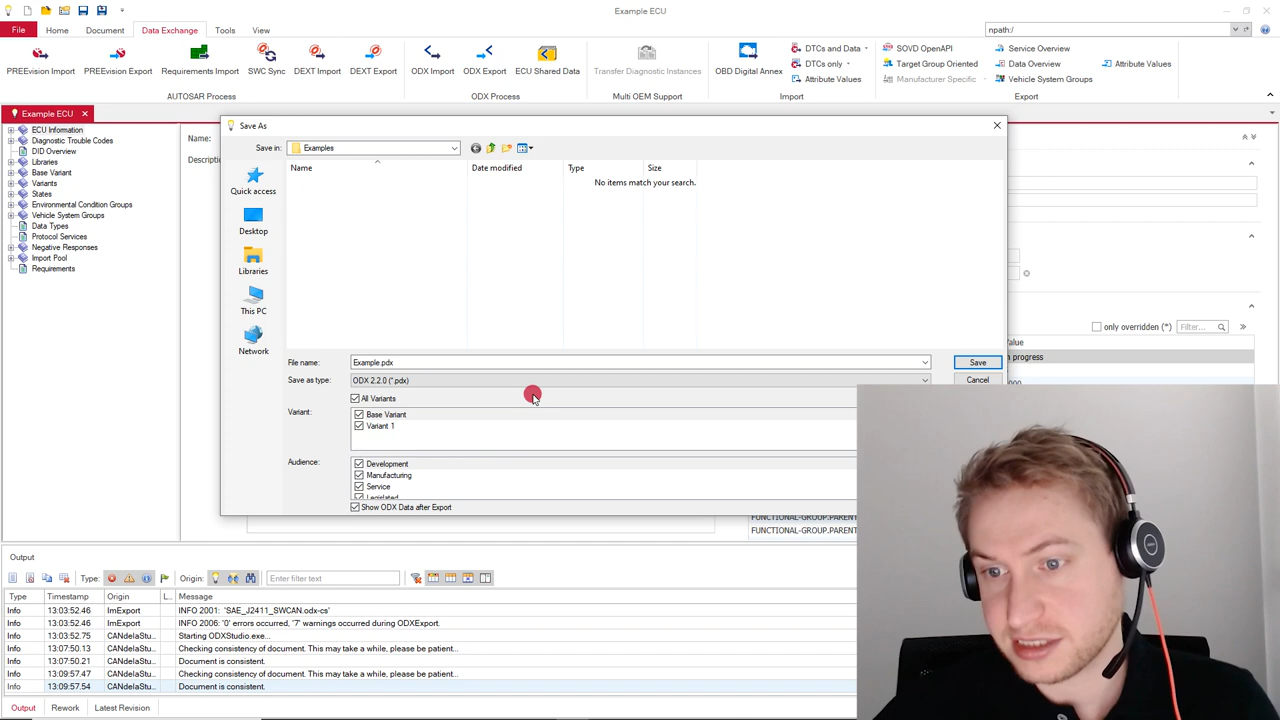 Example ECU
File
Home
Document
Data Exchange
Tools
View
npath:/
PREEvision Import
PREEvision Export
Requirements Import
SWC Sync
DEXT Import
DEXT Export
AUTOSAR Process
ODX Import
ODX Export
ECU Shared Data
ODX Process
Transfer Diagnostic Instances
Multi OEM Support
OBD Digital Annex
DTCs and Data
DTCs only
Attribute Values
Import
SOVD OpenAPI
Target Group Oriented
Manufacturer Specific
Service Overview
Data Overview
Vehicle System Groups
Attribute Values
Export
Example ECU
ECU Information
Diagnostic Trouble Codes
DID Overview
Libraries
Base Variant
Variants
States
Environmental Condition Groups
Vehicle System Groups
Data Types
Protocol Services
Negative Responses
Import Pool
Requirements
Name:
Save As
Save in:
Examples
Name
Date modified
Type
Size
No items match your search.
Quick access
Desktop
Libraries
This PC
Network
File name:
Example.pdx
Save
Save as type:
ODX 2.2.0 (*.pdx)
Cancel
All Variants
Variant:
Base Variant
Variant 1
Audience:
Development
Manufacturing
Service
Show ODX Data after Export
only overridden (*)
Filter...
progress
FUNCTIONAL-GROUP.PARENT
Output
Type:
Origin:
Enter filter text
Type Timestamp Origin L... Message
Info 13:03:52.46 ImExport INFO 2001: 'SAE_J2411_SWCAN.odx-cs'
Info 13:03:52.46 ImExport INFO 2006: '0' errors occurred, '7' warnings occurred during ODXExport.
Info 13:03:52.75 CANdelaStu... Starting ODXStudio.exe...
Info 13:07:50.13 CANdelaStu... Checking consistency of document. This may take a while, please be patient...
Info 13:07:50.21 CANdelaStu... Document is consistent.
Info 13:09:57.47 CANdelaStu... Checking consistency of document. This may take a while, please be patient...
Info 13:09:57.54 CANdelaStu... Document is consistent.
Output
Rework
Latest Revision